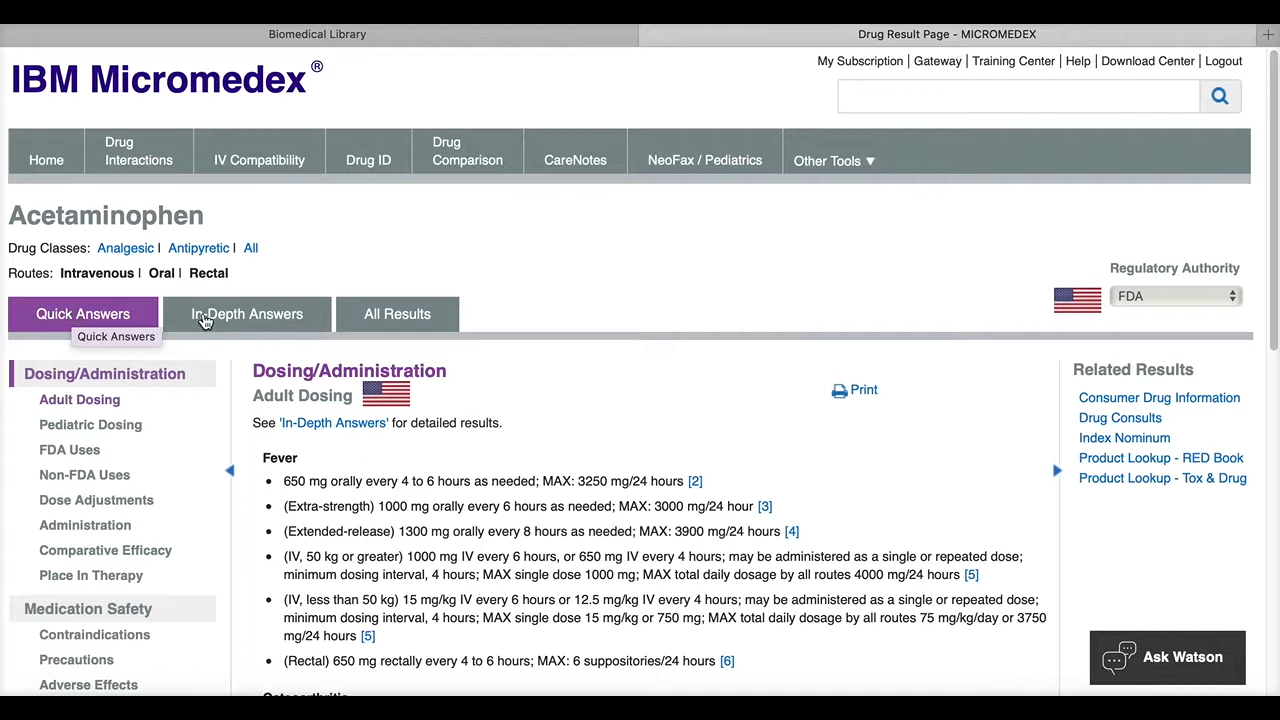 Biometical Library
Drug Result Page - MICROMEDEX
My Subscription | Gateway | Training Center | Help | Download Center | Logout
IBM Micromedex®
Home
Drug
Interactions
IV Compatibility
Drug ID
Drug
Comparison
CareNotes
NeoFax / Pediatrics
Other Tools ▼
Acetaminophen
Drug Classes: Analgesic | Antipyretic | All
Routes: Intravenous | Oral | Rectal
Regulatory Authority
FDA
Quick Answers
In-Depth Answers
All Results
Quick Answers
Dosing/Administration
Adult Dosing
Pediatric Dosing
FDA Uses
Non-FDA Uses
Dose Adjustments
Administration
Comparative Efficacy
Place In Therapy
Medication Safety
Contraindications
Precautions
Adverse Effects
Dosing/Administration
Adult Dosing
Print
See 'In-Depth Answers' for detailed results.
Fever
• 650 mg orally every 4 to 6 hours as needed; MAX: 3250 mg/24 hours [2]
• (Extra-strength) 1000 mg orally every 6 hours as needed; MAX: 3000 mg/24 hour [3]
• (Extended-release) 1300 mg orally every 8 hours as needed; MAX: 3900 mg/24 hours [4]
• (IV, 50 kg or greater) 1000 mg IV every 6 hours, or 650 mg IV every 4 hours; may be administered as a single or repeated dose;
minimum dosing interval, 4 hours; MAX single dose 1000 mg; MAX total daily dosage by all routes 4000 mg/24 hours [5]
• (IV, less than 50 kg) 15 mg/kg IV every 6 hours or 12.5 mg/kg IV every 4 hours; may be administered as a single or repeated dose;
minimum dosing interval, 4 hours; MAX single dose 15 mg/kg or 750 mg; MAX total daily dosage by all routes 75 mg/kg/day or 3750
mg/24 hours [5]
• (Rectal) 650 mg rectally every 4 to 6 hours; MAX: 6 suppositories/24 hours [6]
Related Results
Consumer Drug Information
Drug Consults
Index Nominum
Product Lookup - RED Book
Product Lookup - Tox & Drug
Ask Watson